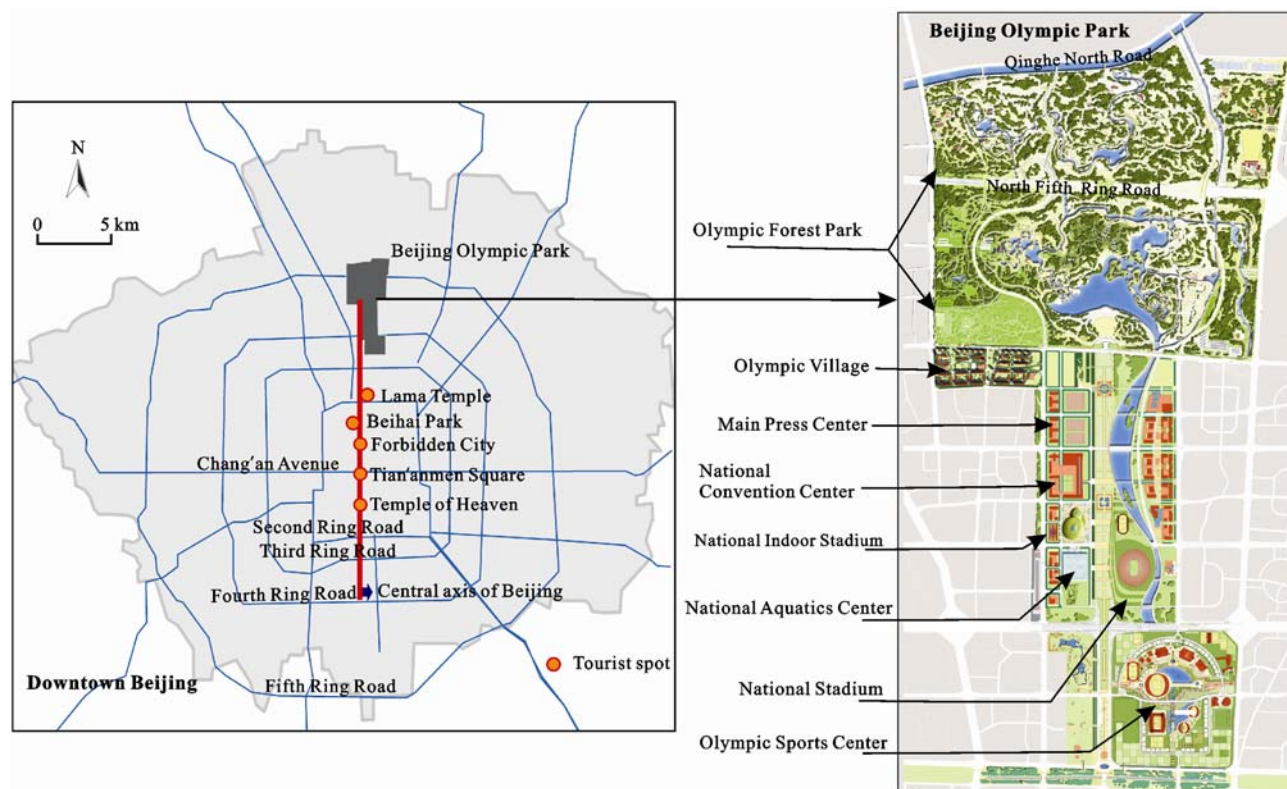 N
0 5 km
Beijing Olympic Park
Lama Temple
Beihai Park
Forbidden City
Chang'an Avenue
Tian'anmen Square
Temple of Heaven
Second Ring Road
Third Ring Road
Fourth Ring Road
Central axis of Beijing
Tourist spot
Downtown Beijing
Fifth Ring Road
Olympic Forest Park
Olympic Village
Main Press Center
National
Convention Center
National Indoor Stadium
National Aquatics Center
National Stadium
Olympic Sports Center
Beijing Olympic Park
Qinghe North Road
North Fifth Ring Road